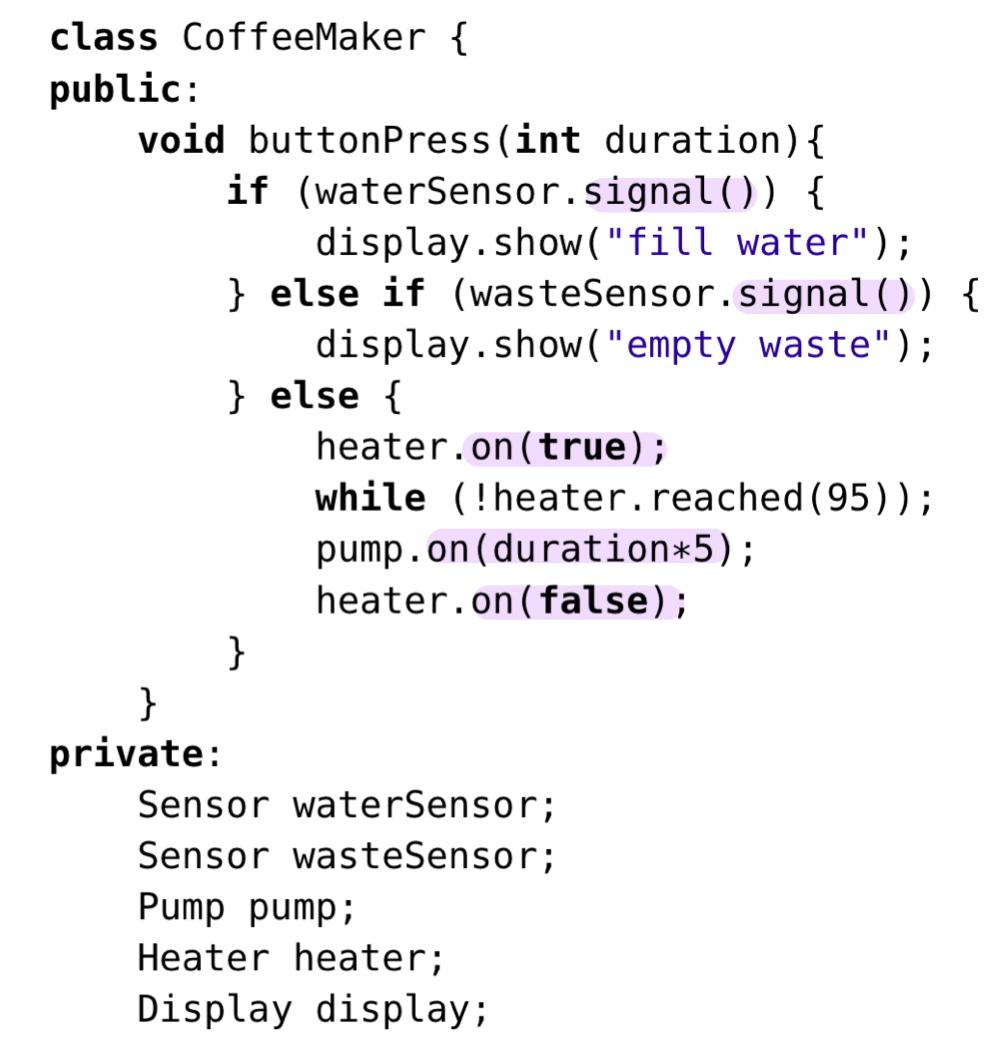 class CoffeeMaker {
public:
    void buttonPress(int duration){
        if (waterSensor.signal()) {
            display.show("fill water");
        } else if (wasteSensor.signal()) {
            display.show("empty waste");
        } else {
            heater.on(true);
            while (!heater.reached(95));
            pump.on(duration*5);
            heater.on(false);
        }
    }
private:
    Sensor waterSensor;
    Sensor wasteSensor;
    Pump pump;
    Heater heater;
    Display display;